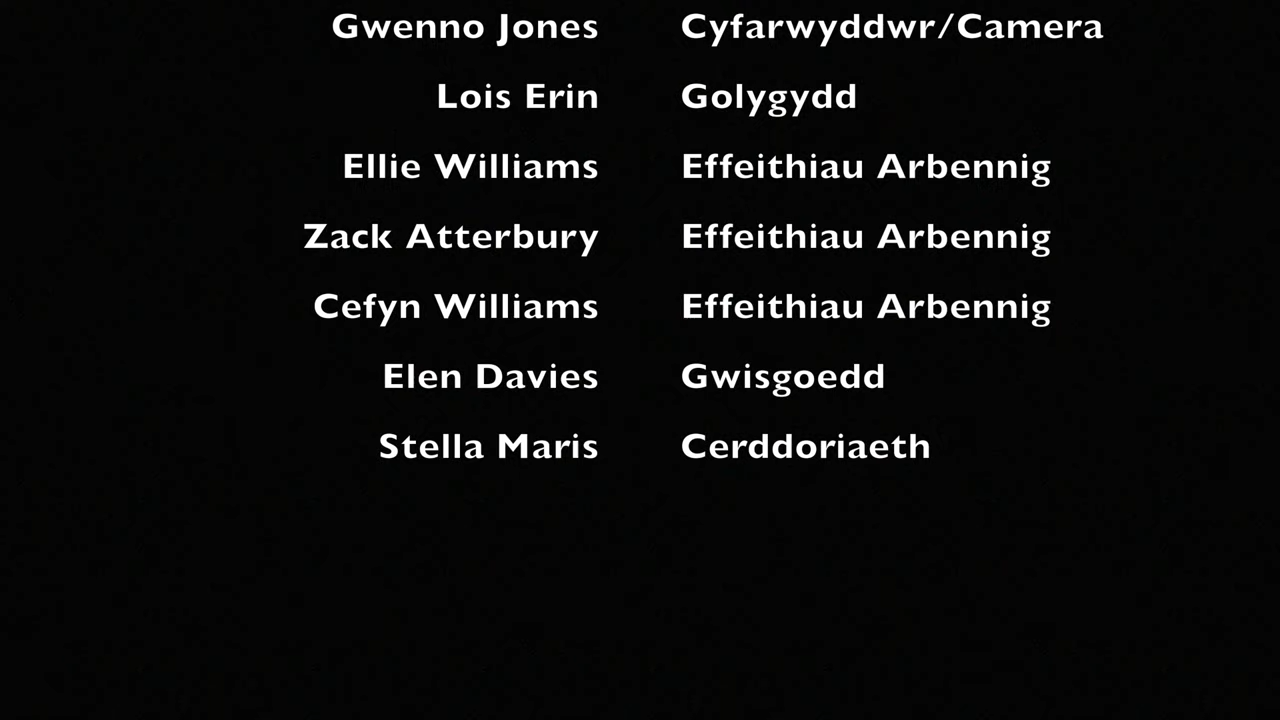 Gwenno Jones Cyfarwyddwr/Camera
Lois Erin Golygydd
Ellie Williams Effeithiau Arbennig
Zack Atterbury Effeithiau Arbennig
Cefyn Williams Effeithiau Arbennig
Elen Davies Gwisgoedd
Stella Maris Cerddoriaeth